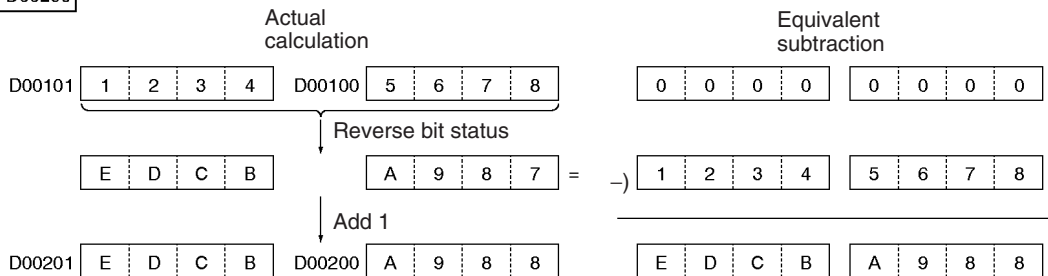 Actual
calculation
Equivalent
subtraction
D00101 1 2 3 4 D00100 5 6 7 8 0 0 0 0 0 0 0 0
Reverse bit status
E D C B A 9 8 7 = –) 1 2 3 4 5 6 7 8
Add 1
D00201 E D C B D00200 A 9 8 8 E D C B A 9 8 8